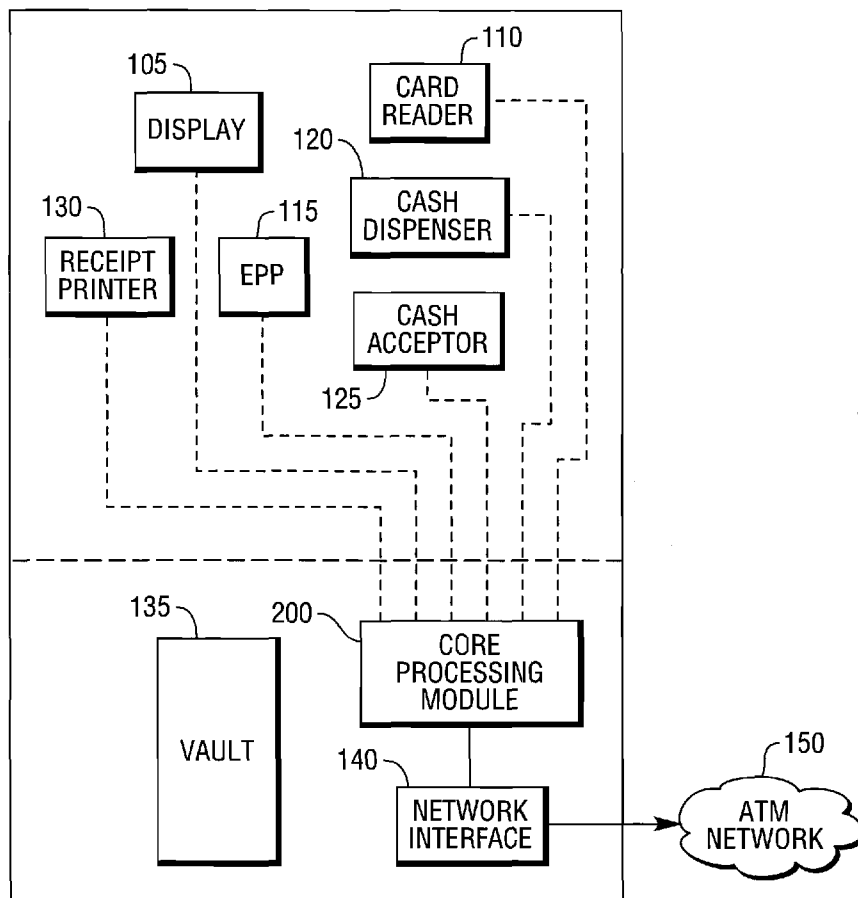 110
CARD
READER
105
DISPLAY
120
CASH
DISPENSER
130
RECEIPT
PRINTER
115
EPP
CASH
ACCEPTOR
125
135
VAULT
200
CORE
PROCESSING
MODULE
140
NETWORK
INTERFACE
150
ATM
NETWORK